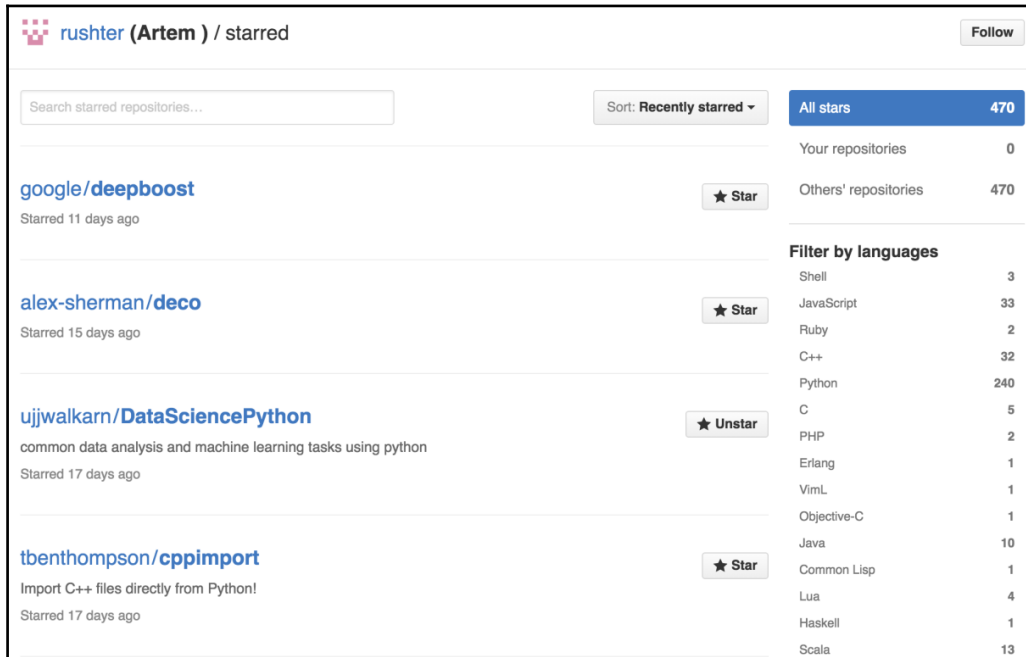 rushter (Artem ) / starred
Follow
Search starred repositories…
Sort: Recently starred
google/deepboost
Starred 11 days ago
Star
alex-sherman/deco
Starred 15 days ago
Star
ujjwalkarn/DataSciencePython
common data analysis and machine learning tasks using python
Starred 17 days ago
Unstar
tbenthompson/cppimport
Import C++ files directly from Python!
Starred 17 days ago
Star
All stars 470
Your repositories 0
Others' repositories 470
Filter by languages
Shell 3
JavaScript 33
Ruby 2
C++ 32
Python 240
C 5
PHP 2
Erlang 1
VimL 1
Objective-C 1
Java 10
Common Lisp 1
Lua 4
Haskell 1
Scala 13